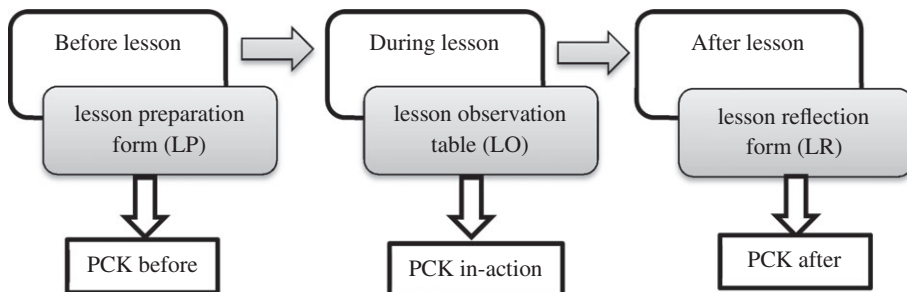 Before lesson
During lesson
After lesson
lesson preparation
form (LP)
lesson observation
table (LO)
lesson reflection
form (LR)
PCK before
PCK in-action
PCK after